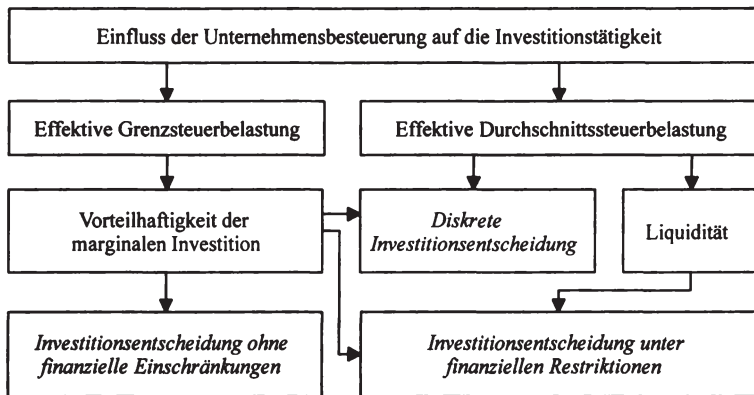 Einfluss der Unternehmensbesteuerung auf die Investitionstätigkeit
Effektive Grenzsteuerbelastung
Effektive Durchschnittssteuerbelastung
Vorteilhaftigkeit der
marginalen Investition
Diskrete
Investitionsentscheidung
Liquidität
Investitionsentscheidung ohne
finanzielle Einschränkungen
Investitionsentscheidung unter
finanziellen Restriktionen